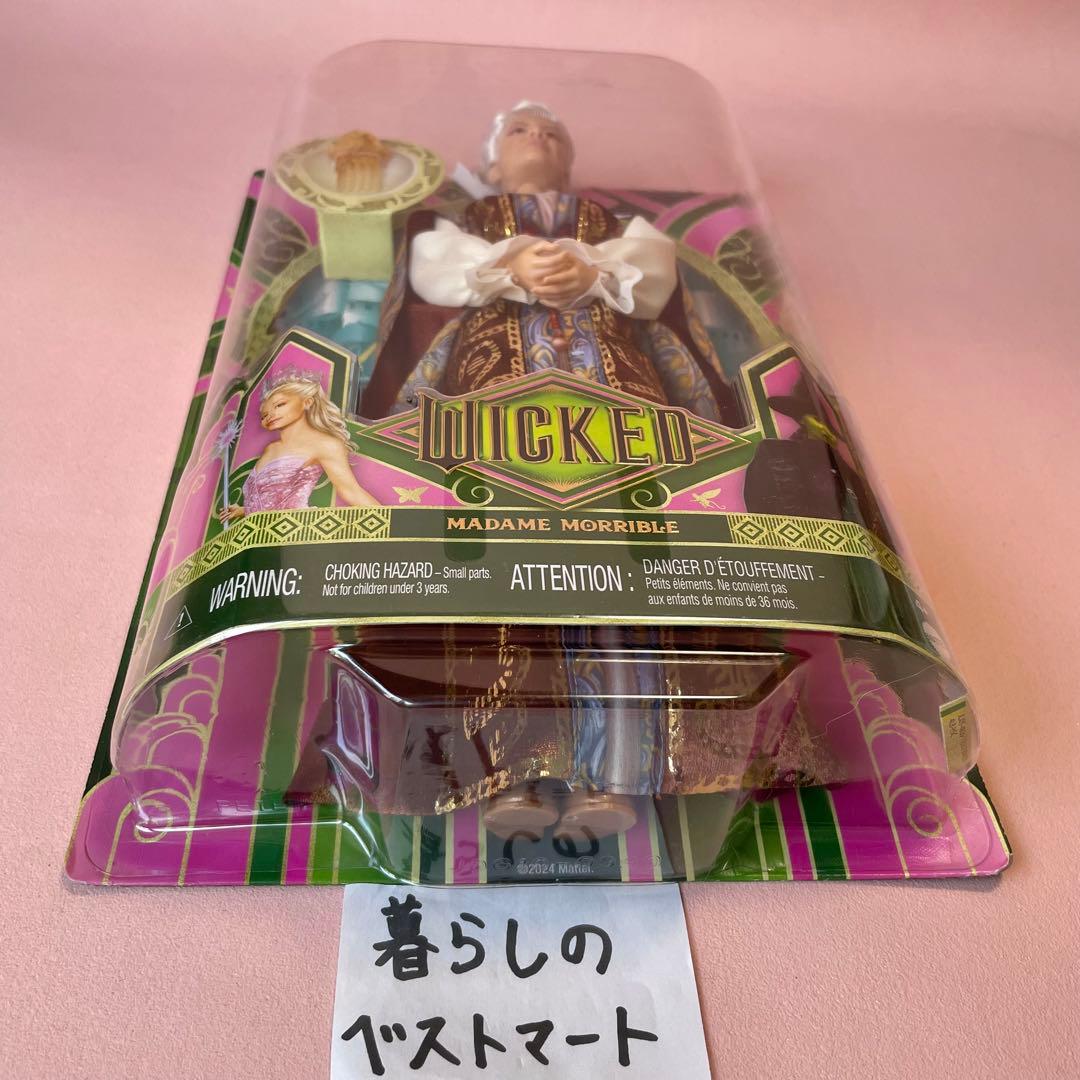 WICKED
MADAME MORRIBLE
WARNING:
CHOKING HAZARD – Small parts.
Not for children under 3 years.
ATTENTION :
DANGER D'ÉTOUFFEMENT –
Petits éléments. Ne convient pas
aux enfants de moins de 36 mois.
©2024 Mattel.
暮らしの
ベストマート